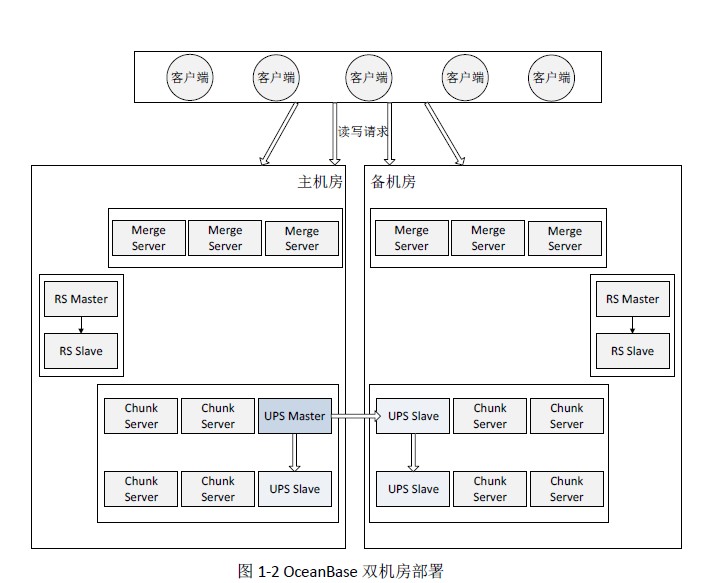 客户端 客户端 客户端 客户端 客户端
读写请求
主机房 备机房
Merge Merge Merge Merge Merge Merge
Server Server Server Server Server Server
RS Master RS Master
RS Slave RS Slave
Chunk Chunk UPS Master UPS Slave Chunk Chunk
Server Server Server Server
Chunk Chunk UPS Slave UPS Slave Chunk Chunk
Server Server Server Server
图 1-2 OceanBase 双机房部署